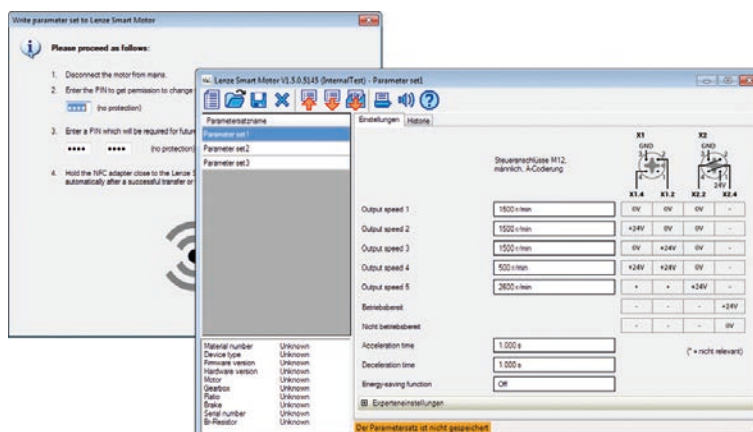 Write parameter set to Lenze Smart Motor
Please proceed as follows:
1. Disconnect the motor from mains.
2. Enter the PIN to get permission to change
(no protection)
3. Enter a PIN which will be required for futur
(no protection)
4. Hold the NFC adapter close to the Lenze S
automatically after a successful transfer or
Lenze Smart Motor V1.5.0.5145 (InternalTest) - Parameter set1
Parametersatzname
Parameter set1
Parameter set2
Parameter set3
Einstellungen Historie
Steueranschlüsse M12,
männlich, A-Codierung
X1 X2
GND GND
3 2 3 2
4 1 4 1
24V
X1.4 X1.2 X2.2 X2.4
Output speed 1 1500 r/min 0V 0V 0V -
Output speed 2 1500 r/min +24V 0V 0V -
Output speed 3 1500 r/min 0V +24V 0V -
Output speed 4 500 r/min +24V +24V 0V -
Output speed 5 2600 r/min * * +24V -
Betriebsbereit - - - +24V
Nicht betriebsbereit - - - 0V
Acceleration time 1.000 s
(* = nicht relevant)
Deceleration time 1.000 s
Energy-saving function Off
Experteneinstellungen
Material number Unknown
Device type Unknown
Firmware version Unknown
Hardware version Unknown
Motor Unknown
Gearbox Unknown
Ratio Unknown
Brake Unknown
Serial number Unknown
Br-Resistor Unknown
Der Parametersatz ist nicht gespeichert